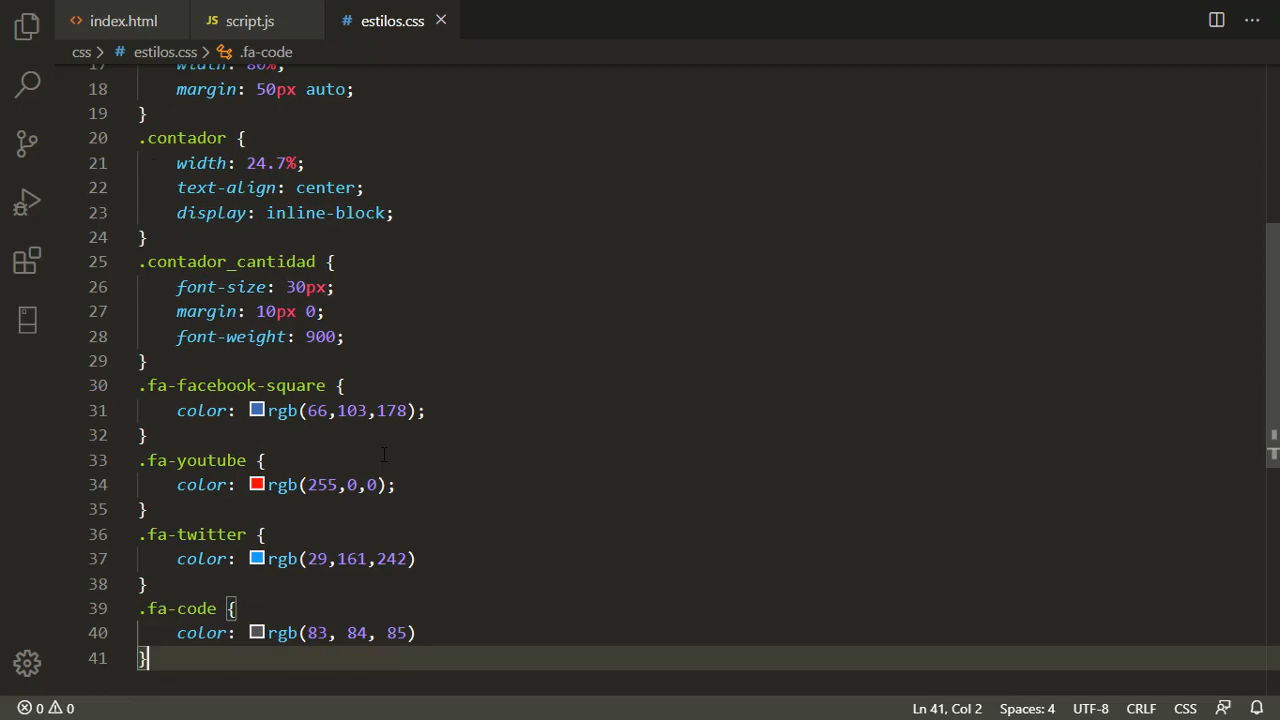 index.html JS script.js # estilos.css
css # estilos.css .fa-code
17 width: 80%;
18 margin: 50px auto;
19 }
20 .contador {
21 width: 24.7%;
22 text-align: center;
23 display: inline-block;
24 }
25 .contador_cantidad {
26 font-size: 30px;
27 margin: 10px 0;
28 font-weight: 900;
29 }
30 .fa-facebook-square {
31 color: rgb(66,103,178);
32 }
33 .fa-youtube {
34 color: rgb(255,0,0);
35 }
36 .fa-twitter {
37 color: rgb(29,161,242)
38 }
39 .fa-code {
40 color: rgb(83, 84, 85)
41 }
0 0 Ln 41, Col 2 Spaces: 4 UTF-8 CRLF CSS